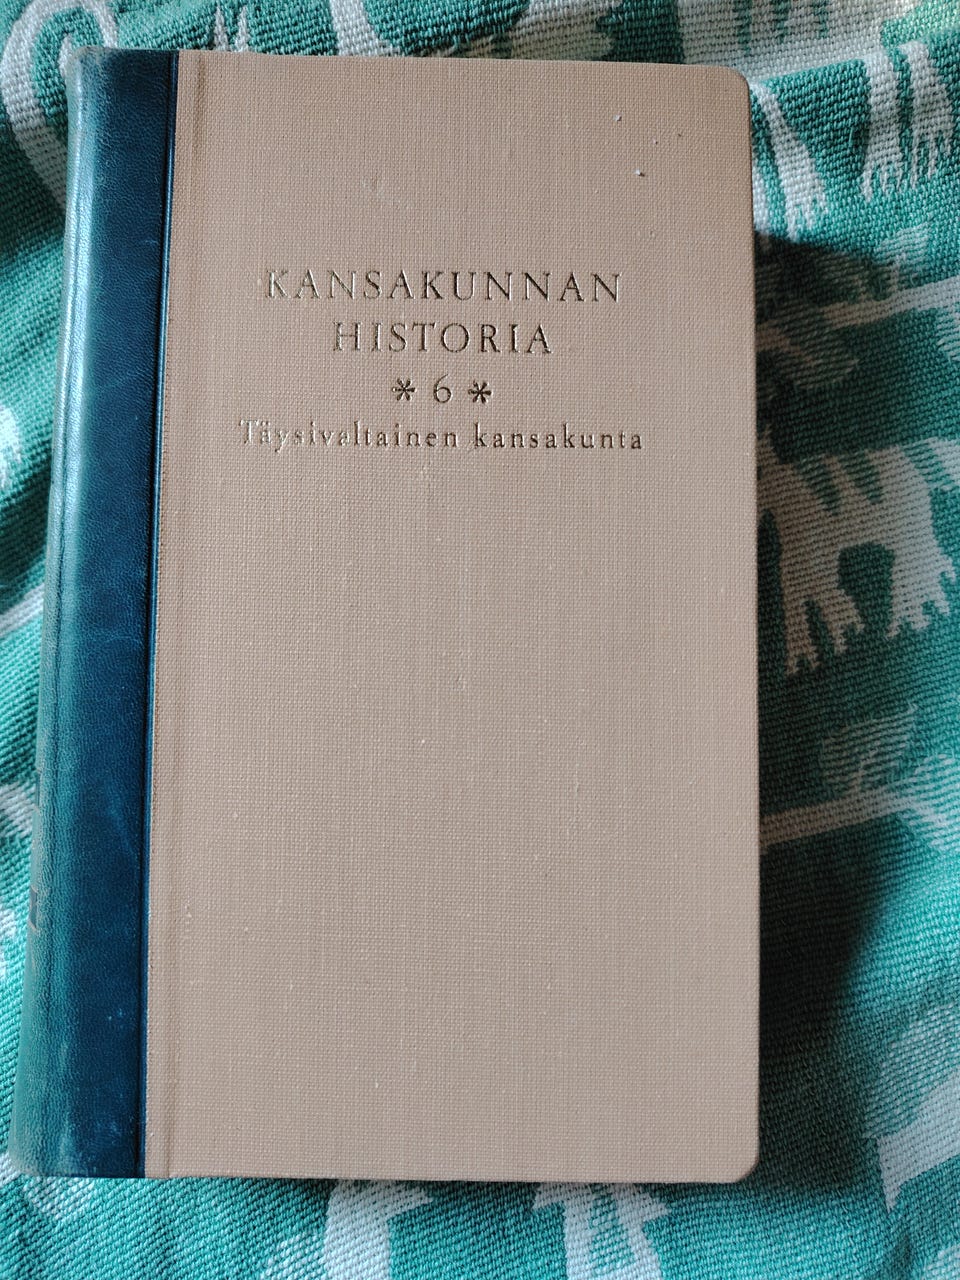 KANSAKUNNAN
HISTORIA
* 6 *
Täysivaltainen kansakunta